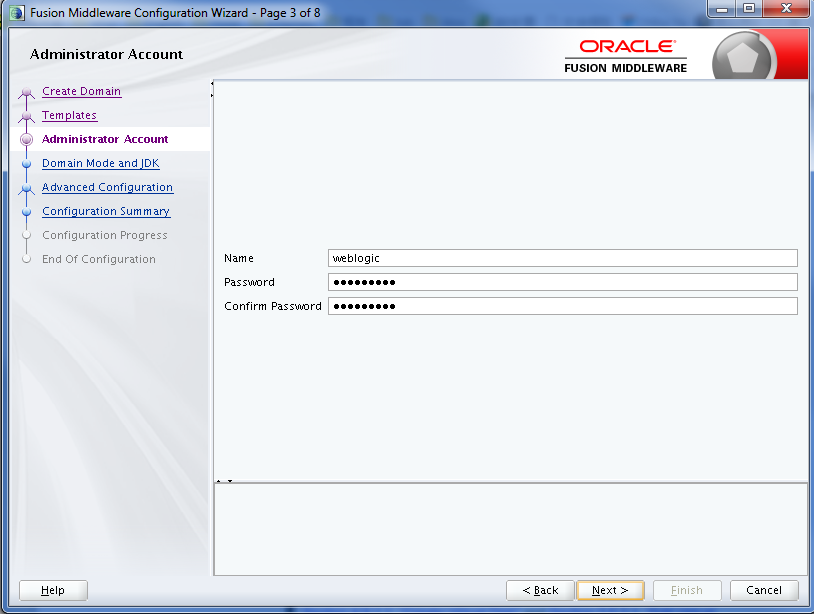 Fusion Middleware Configuration Wizard - Page 3 of 8
Administrator Account
ORACLE
FUSION MIDDLEWARE
Create Domain
Templates
Administrator Account
Domain Mode and JDK
Advanced Configuration
Configuration Summary
Configuration Progress
End Of Configuration
Name weblogic
Password •••••••••
Confirm Password •••••••••
Help < Back Next > Finish Cancel